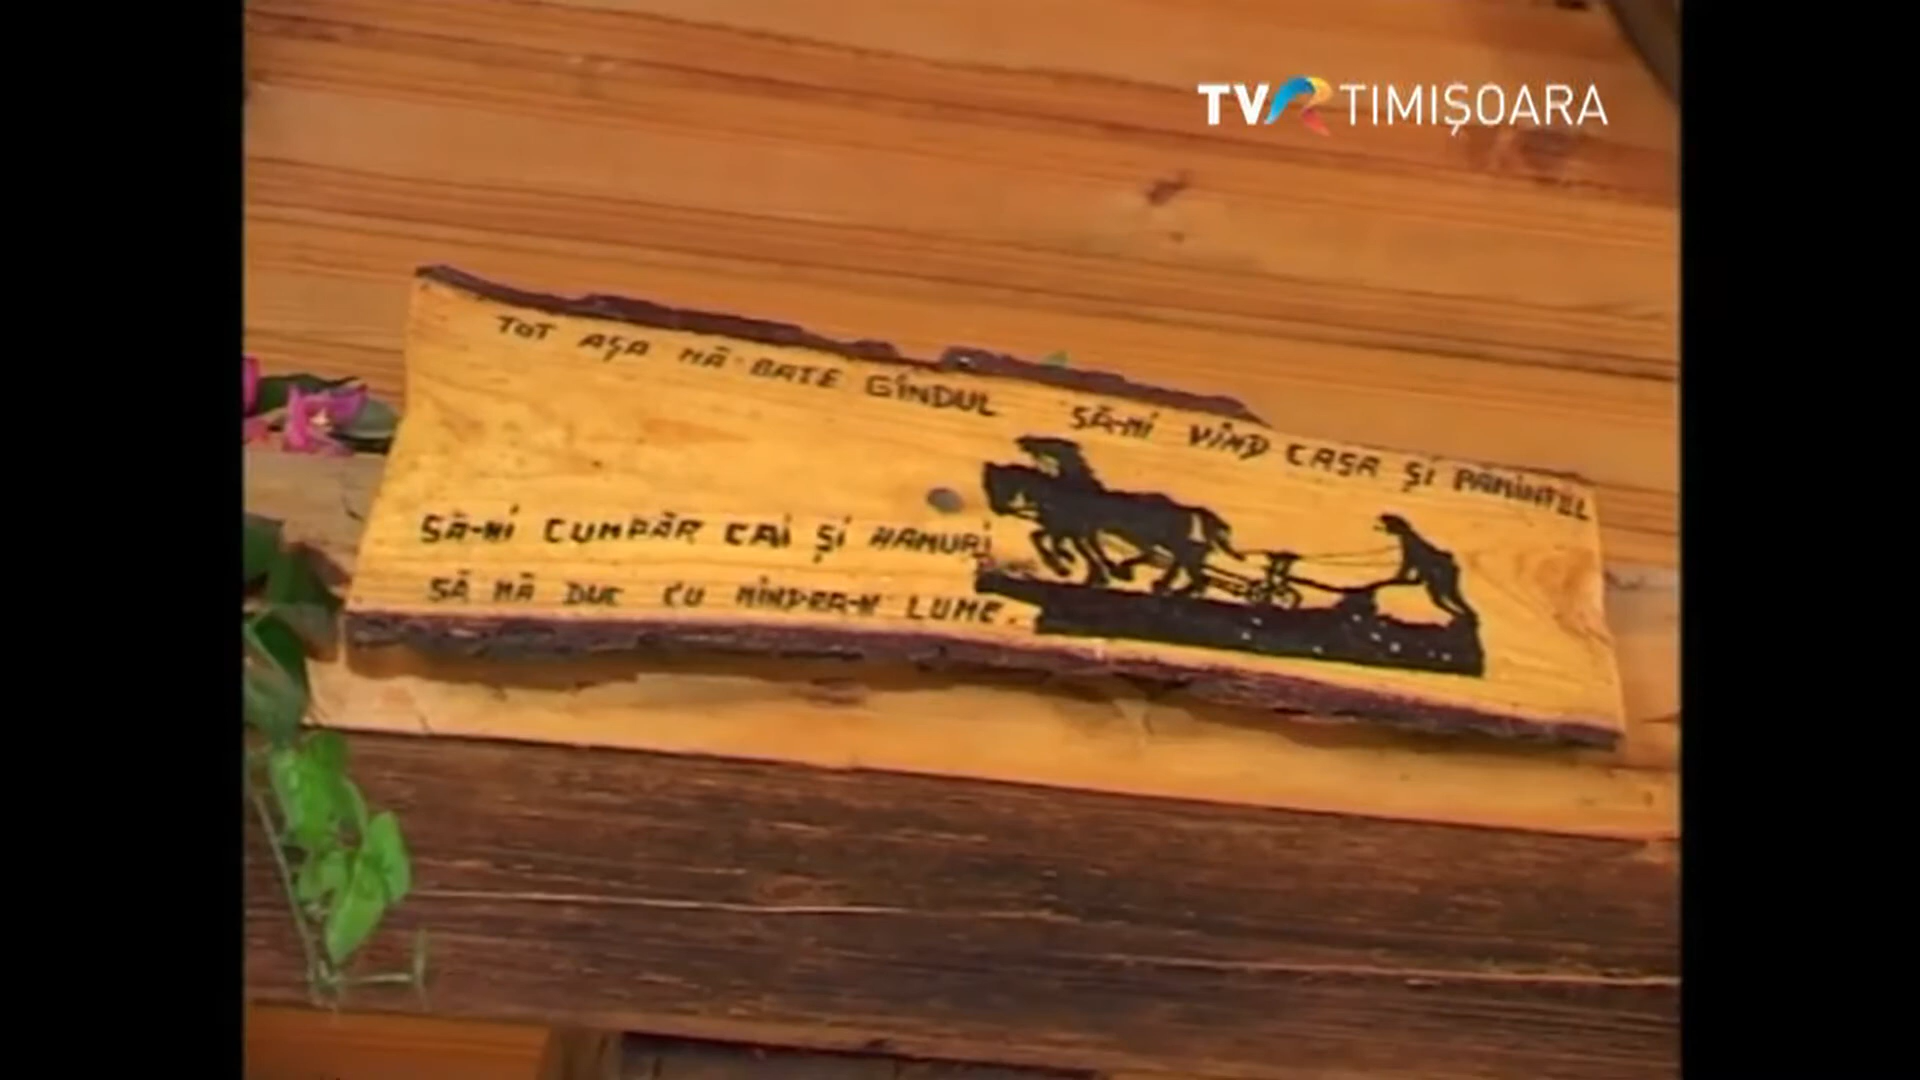 TVR TIMIȘOARA
TOT AȘA MĂ BATE GÎNDUL SĂ-MI VÎND CASA ȘI PĂMÎNTUL
SĂ-MI CUMPĂR CAI ȘI HAMURI
SĂ MĂ DUC CU MÎNDRA-N LUME.